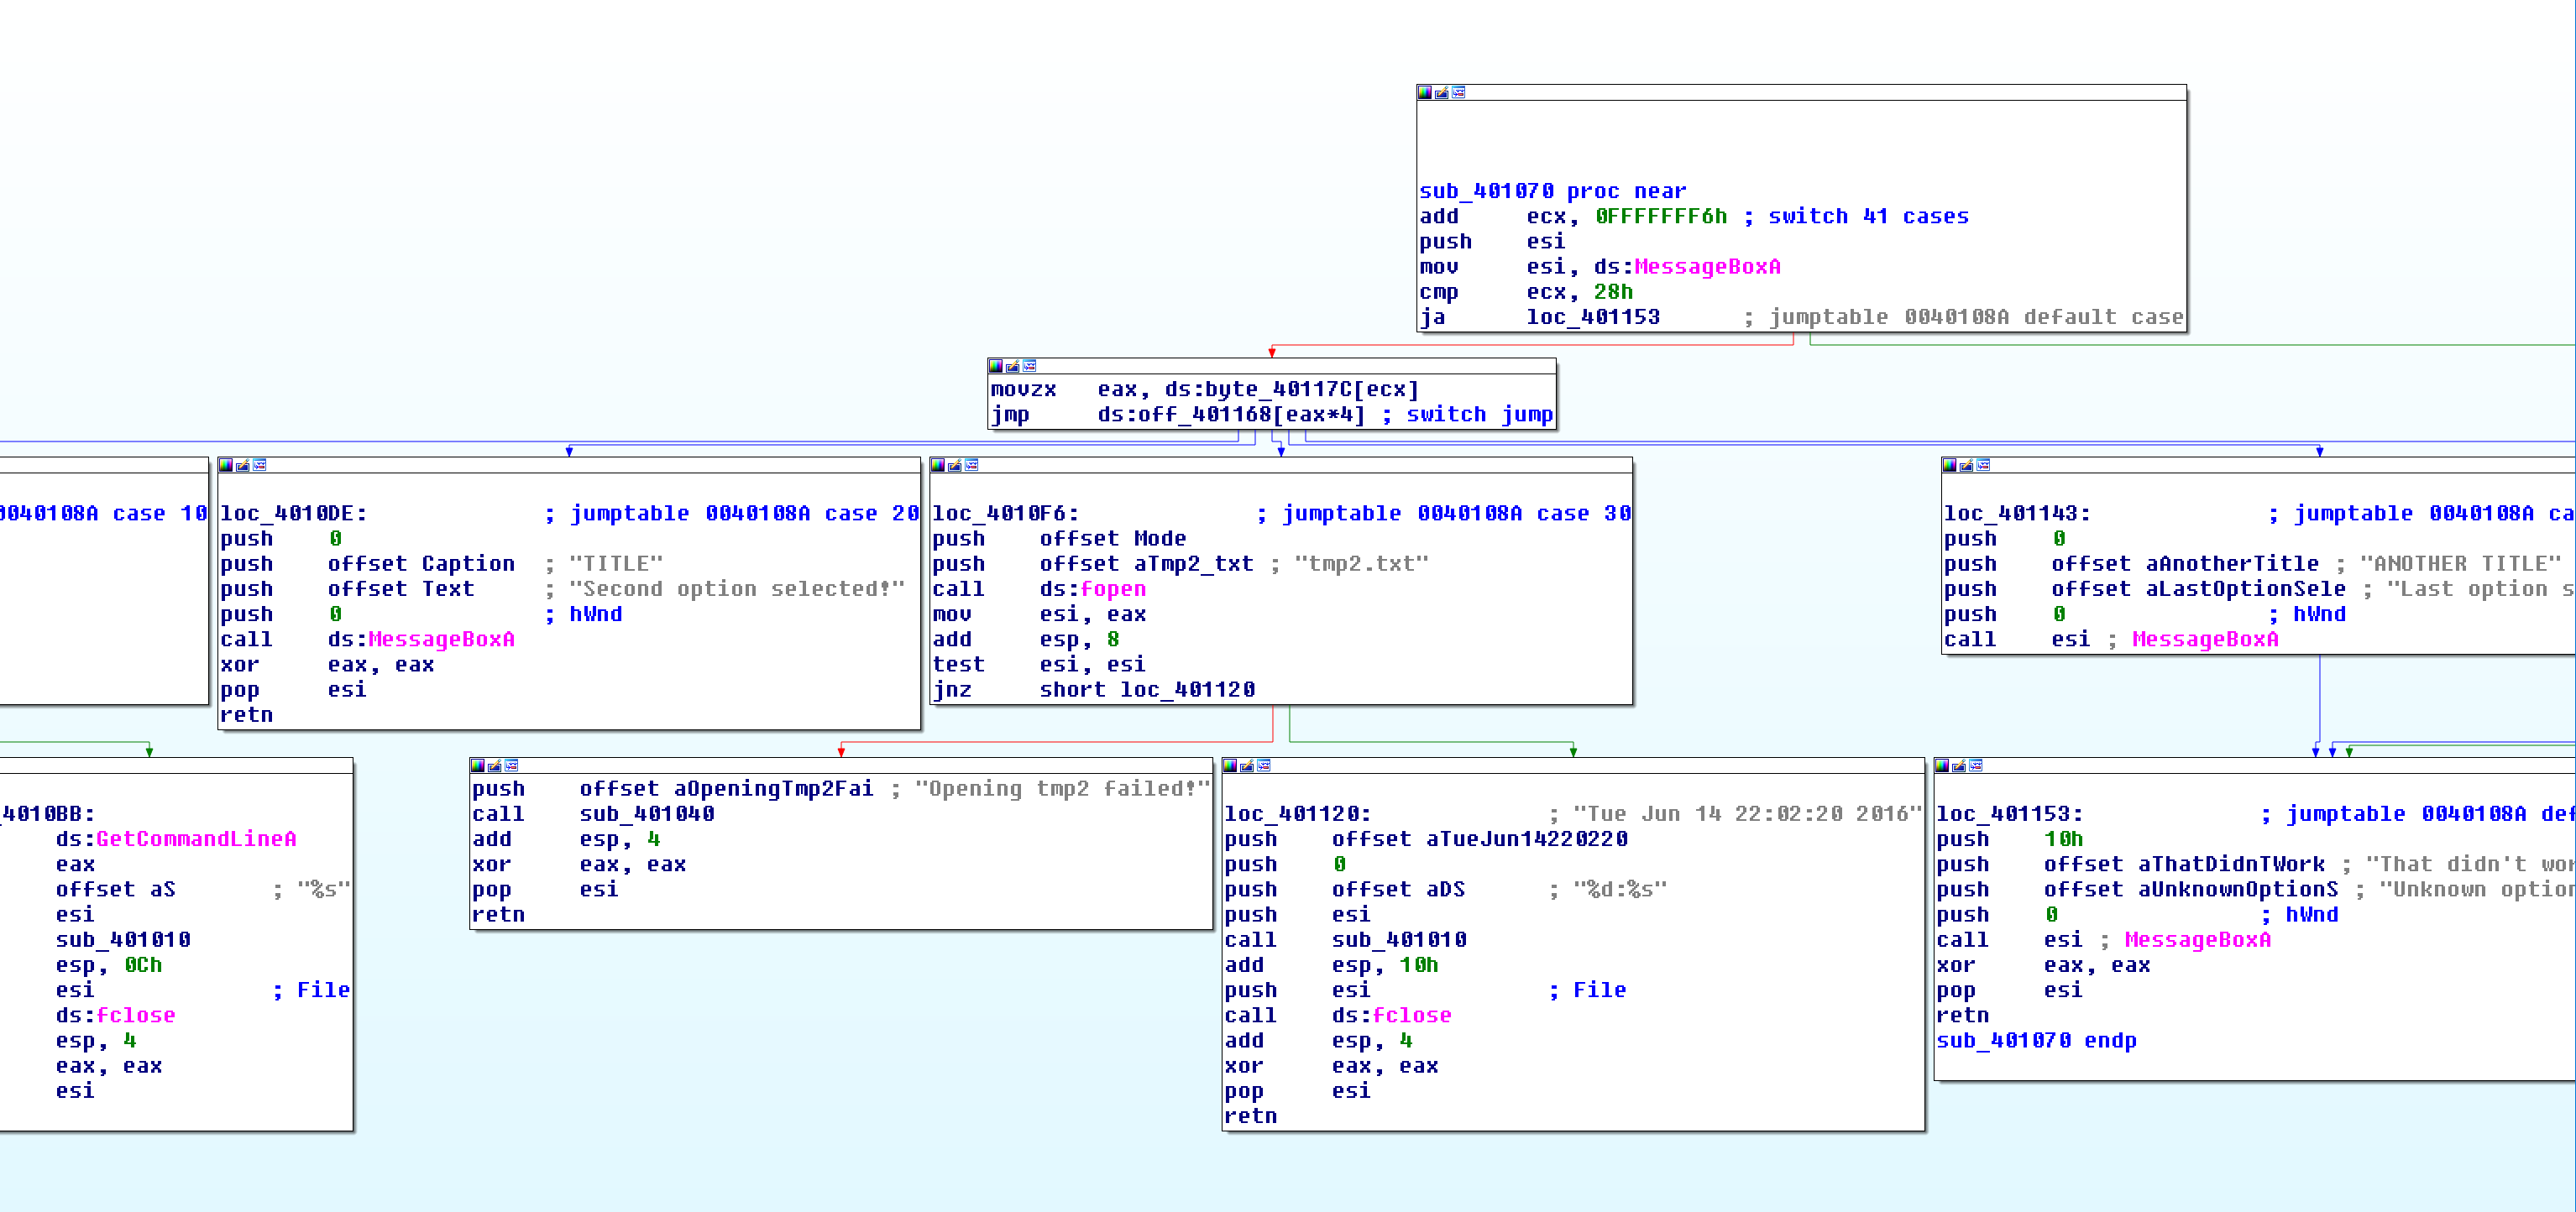 sub_401070 proc near
add ecx, 0FFFFFFF6h ; switch 41 cases
push esi
mov esi, ds:MessageBoxA
cmp ecx, 28h
ja loc_401153 ; jumptable 0040108A default case
movzx eax, ds:byte_40117C[ecx]
jmp ds:off_401168[eax*4] ; switch jump
0040108A case 10
loc_4010DE: ; jumptable 0040108A case 20
push 0
push offset Caption ; "TITLE"
push offset Text ; "Second option selected!"
push 0 ; hWnd
call ds:MessageBoxA
xor eax, eax
pop esi
retn
loc_4010F6: ; jumptable 0040108A case 30
push offset Mode
push offset aTmp2_txt ; "tmp2.txt"
call ds:fopen
mov esi, eax
add esp, 8
test esi, esi
jnz short loc_401120
loc_401143: ; jumptable 0040108A ca
push 0
push offset aAnotherTitle ; "ANOTHER TITLE"
push offset aLastOptionSele ; "Last option s
push 0 ; hWnd
call esi ; MessageBoxA
_4010BB:
ds:GetCommandLineA
eax
offset aS ; "%s"
esi
sub_401010
esp, 0Ch
esi ; File
ds:fclose
esp, 4
eax, eax
esi
push offset aOpeningTmp2Fai ; "Opening tmp2 failed!"
call sub_401040
add esp, 4
xor eax, eax
pop esi
retn
loc_401120: ; "Tue Jun 14 22:02:20 2016"
push offset aTueJun14220220
push 0
push offset aDS ; "%d:%s"
push esi
call sub_401010
add esp, 10h
push esi ; File
call ds:fclose
add esp, 4
xor eax, eax
pop esi
retn
loc_401153: ; jumptable 0040108A def
push 10h
push offset aThatDidnTWork ; "That didn't wo
push offset aUnknownOptionS ; "Unknown option
push 0 ; hWnd
call esi ; MessageBoxA
xor eax, eax
pop esi
retn
sub_401070 endp